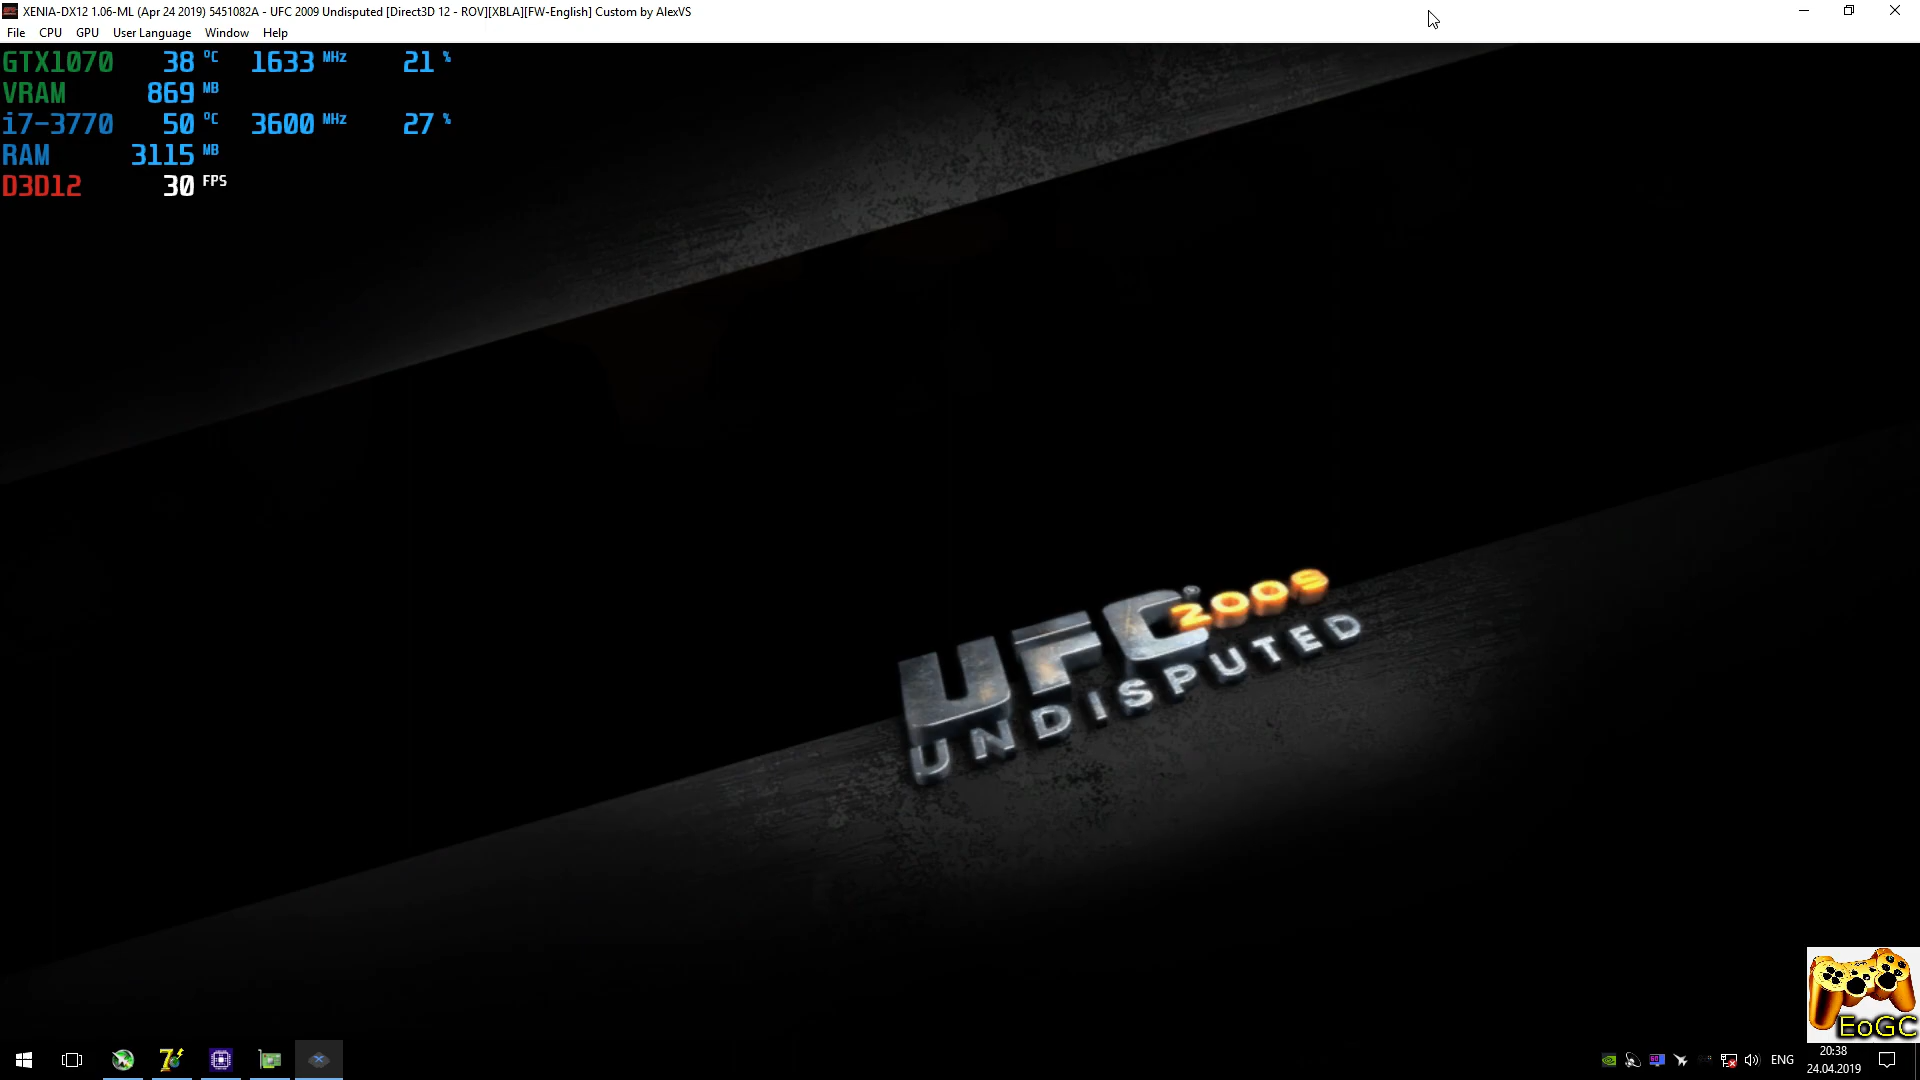 XENIA-DX12 1.06-ML (Apr 24 2019) 5451082A - UFC 2009 Undisputed [Direct3D 12 - ROV][XBLA][FW-English] Custom by AlexVS
File CPU GPU User Language Window Help
GTX1070 38 °C 1633 MHz 21 %
VRAM 869 MB
i7-3770 50 °C 3600 MHz 27 %
RAM 3115 MB
D3D12 30 FPS
UFC® 2009
UNDISPUTED
EoGC
ENG
20:38
24.04.2019